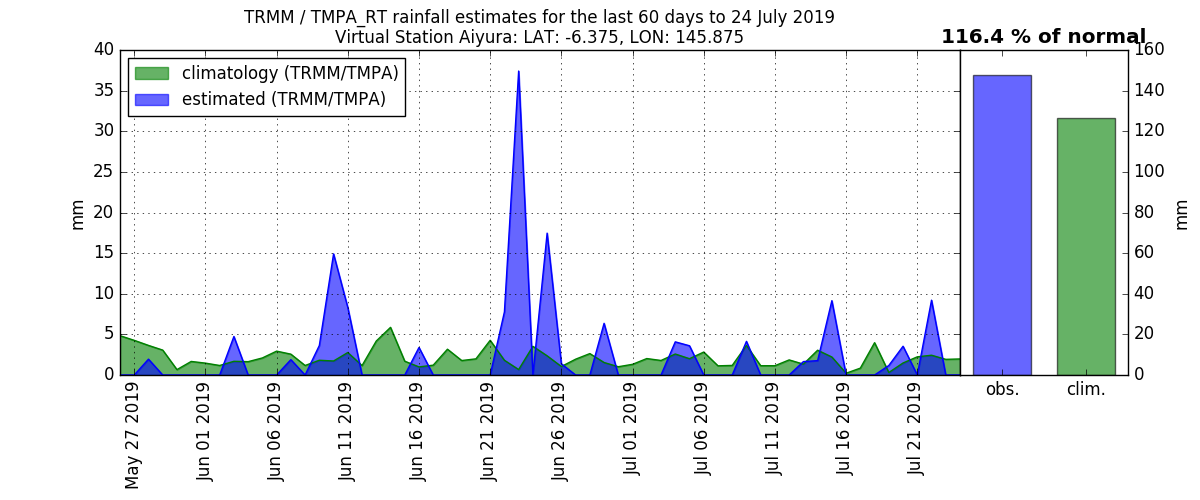 TRMM / TMPA_RT rainfall estimates for the last 60 days to 24 July 2019
Virtual Station Aiyura: LAT: -6.375, LON: 145.875
116.4 % of normal
climatology (TRMM/TMPA)
estimated (TRMM/TMPA)
40
35
30
25
20
15
10
5
0
mm
160
140
120
100
80
60
40
20
0
mm
May 27 2019
Jun 01 2019
Jun 06 2019
Jun 11 2019
Jun 16 2019
Jun 21 2019
Jun 26 2019
Jul 01 2019
Jul 06 2019
Jul 11 2019
Jul 16 2019
Jul 21 2019
obs.
clim.